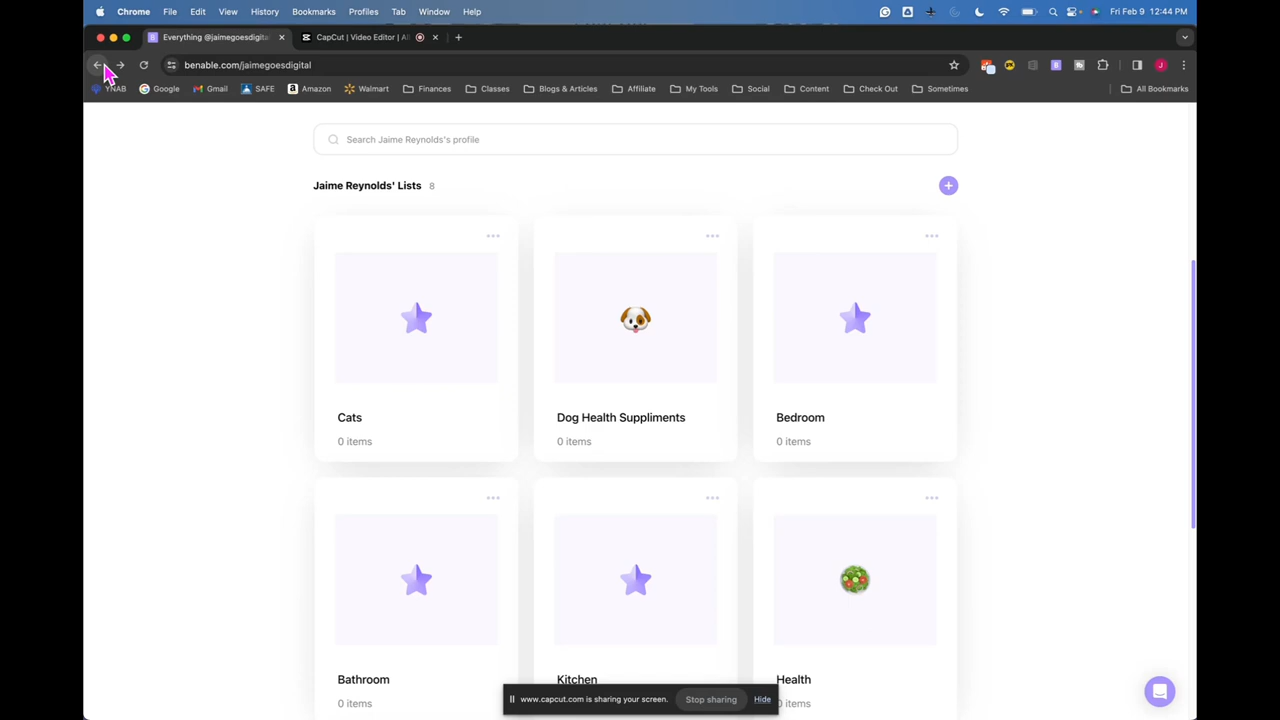 Chrome File Edit View History Bookmarks Profiles Tab Window Help Fri Feb 9 12:44 PM
Everything @jaimegoesdigital CapCut | Video Editor | All
benable.com/jaimegoesdigital
YNAB Google Gmail SAFE Amazon Walmart Finances Classes Blogs & Articles Affiliate My Tools Social Content Check Out Sometimes All Bookmarks
Search Jaime Reynolds's profile
Jaime Reynolds' Lists 8
Cats Dog Health Suppliments Bedroom
0 items 0 items 0 items
Bathroom Kitchen Health
0 items 0 items
www.capcut.com is sharing your screen. Stop sharing Hide